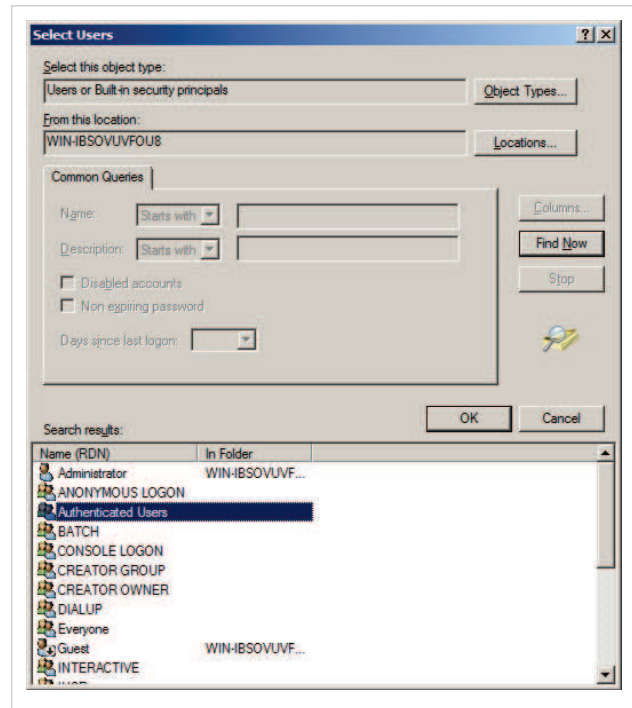 Select Users
Select this object type:
Users or Built-in security principals
Object Types...
From this location:
WIN-IBSOVUVFOU8
Locations...
Common Queries
Name: Starts with
Columns...
Description: Starts with
Find Now
Disabled accounts
Stop
Non expiring password
Days since last logon:
OK Cancel
Search results:
Name (RDN) In Folder
Administrator WIN-IBSOVUVF...
ANONYMOUS LOGON
Authenticated Users
BATCH
CONSOLE LOGON
CREATOR GROUP
CREATOR OWNER
DIALUP
Everyone
Guest WIN-IBSOVUVF...
INTERACTIVE